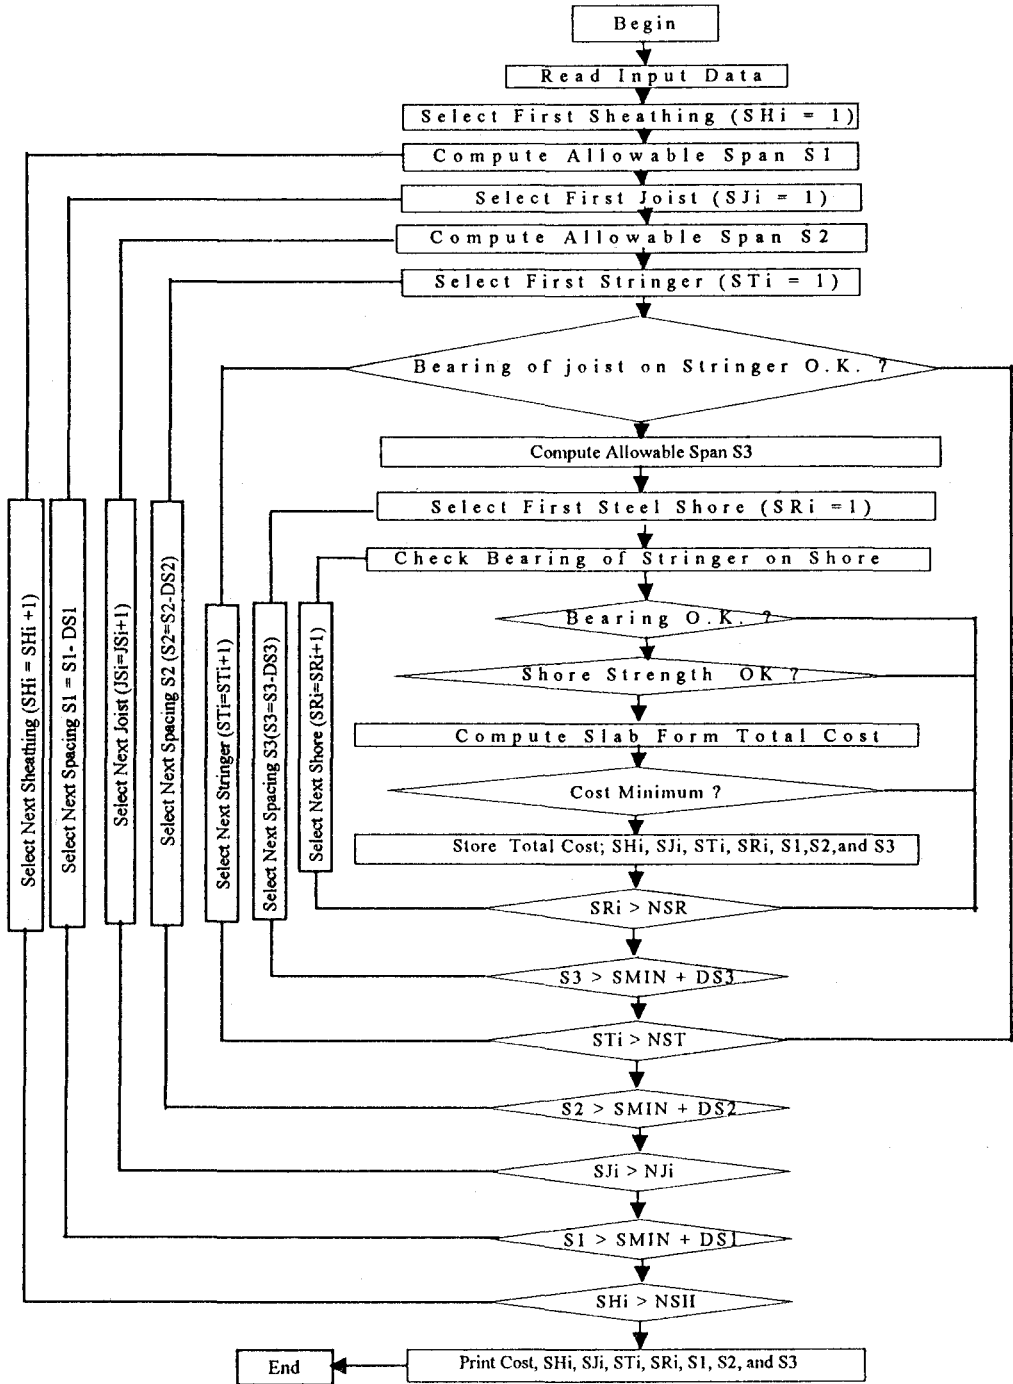 Begin
Read Input Data
Select First Sheathing (SHi = 1)
Compute Allowable Span S1
Select First Joist (SJi = 1)
Compute Allowable Span S2
Select First Stringer (STi = 1)
Bearing of joist on Stringer O.K. ?
Compute Allowable Span S3
Select First Steel Shore (SRi =1)
Check Bearing of Stringer on Shore
Bearing O.K. ?
Shore Strength OK ?
Compute Slab Form Total Cost
Cost Minimum ?
Store Total Cost; SHi, SJi, STi, SRi, S1,S2,and S3
SRi > NSR
S3 > SMIN + DS3
STi > NST
S2 > SMIN + DS2
SJi > NJi
S1 > SMIN + DS1
SHi > NSH
Print Cost, SHi, SJi, STi, SRi, S1, S2, and S3
End
Select Next Sheathing (SHi = SHi +1)
Select Next Spacing S1 = S1- DS1
Select Next Joist (JSi=JSi+1)
Select Next Spacing S2 (S2=S2-DS2)
Select Next Stringer (STi=STi+1)
Select Next Spacing S3(S3=S3-DS3)
Select Next Shore (SRi=SRi+1)